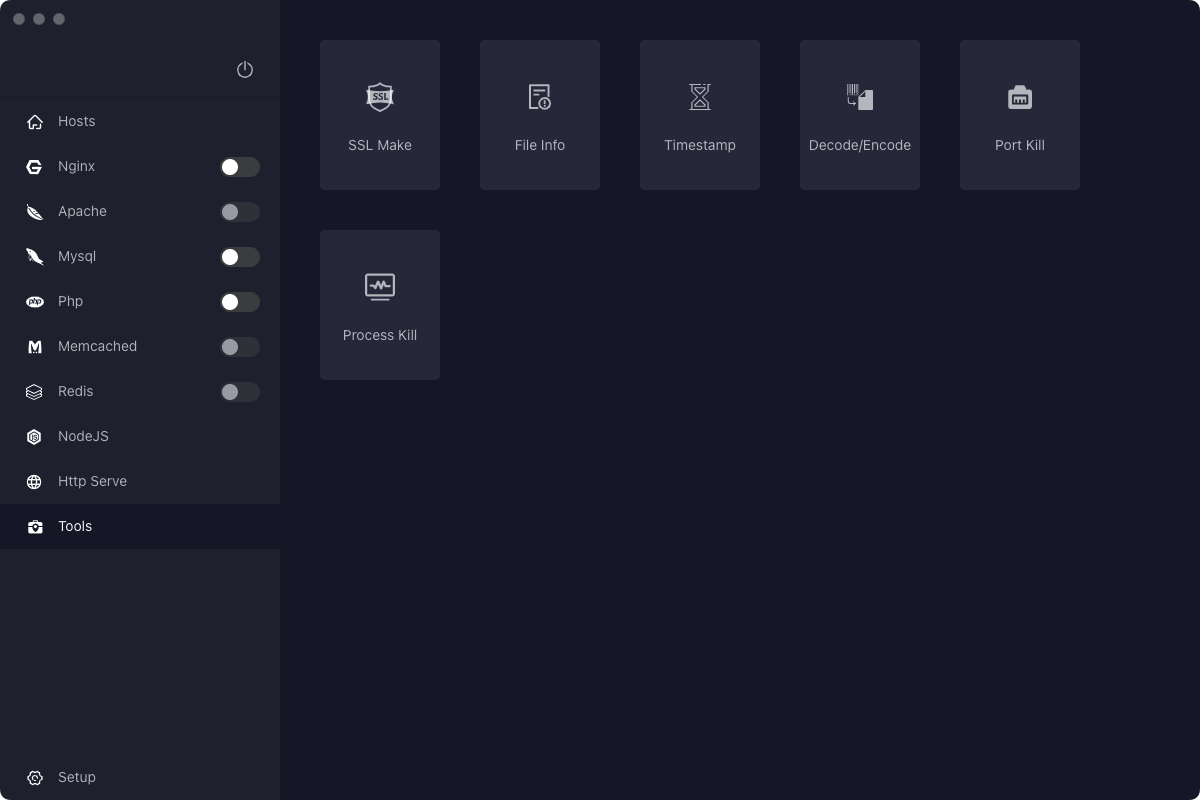 Hosts
Nginx
Apache
Mysql
php
Php
Memcached
Redis
NodeJS
Http Serve
Tools
Setup
SSL
SSL Make
File Info
Timestamp
Decode/Encode
Port Kill
Process Kill